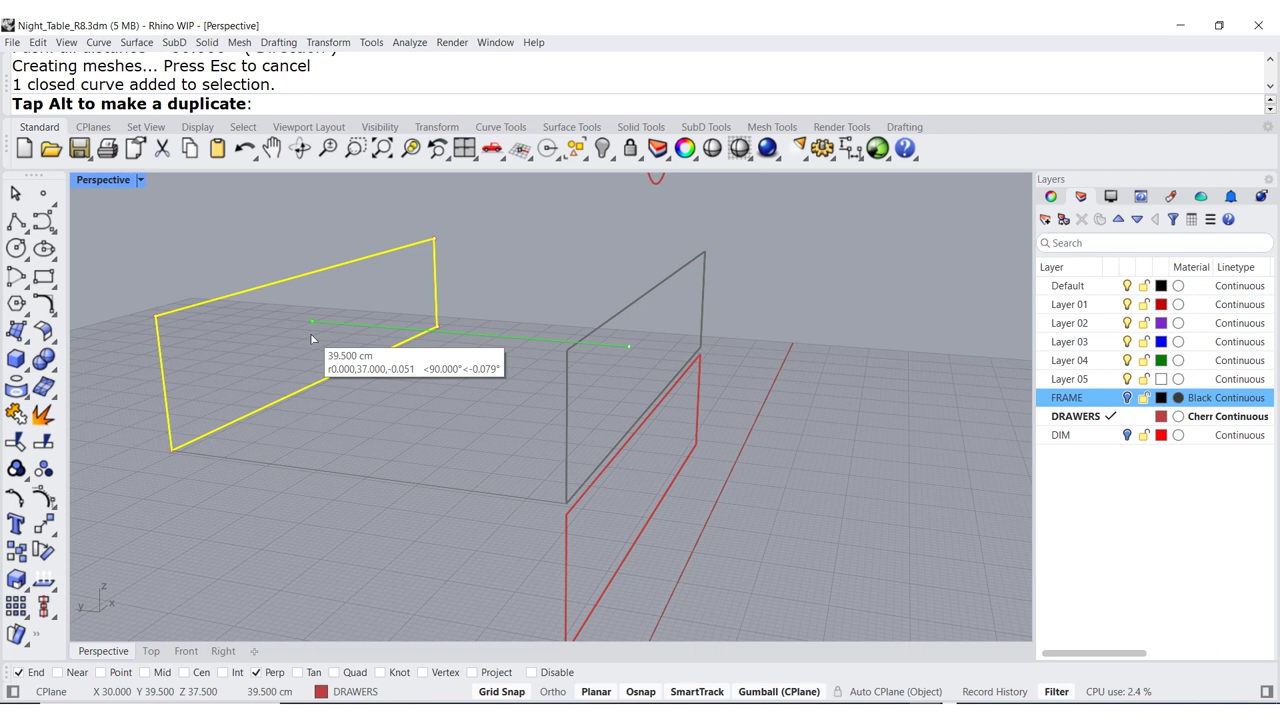 Night_Table_R8.3dm (5 MB) - Rhino WIP - [Perspective]
File Edit View Curve Surface SubD Solid Mesh Drafting Transform Tools Analyze Render Window Help
Creating meshes... Press Esc to cancel
1 closed curve added to selection.
Tap Alt to make a duplicate:
Standard CPlanes Set View Display Select Viewport Layout Visibility Transform Curve Tools Surface Tools Solid Tools SubD Tools Mesh Tools Render Tools Drafting
Perspective
Layers
Search
Layer Material Linetype
Default Continuous
Layer 01 Continuous
Layer 02 Continuous
Layer 03 Continuous
Layer 04 Continuous
Layer 05 Continuous
FRAME Black Continuous
DRAWERS Cherr Continuous
DIM Continuous
39.500 cm
r0.000,37.000,-0.051 <90.000°<-0.079°
z
y x
Perspective Top Front Right
End Near Point Mid Cen Int Perp Tan Quad Knot Vertex Project Disable
CPlane X 30.000 Y 39.500 Z 37.500 39.500 cm DRAWERS Grid Snap Ortho Planar Osnap SmartTrack Gumball (CPlane) Auto CPlane (Object) Record History Filter CPU use: 2.4 %